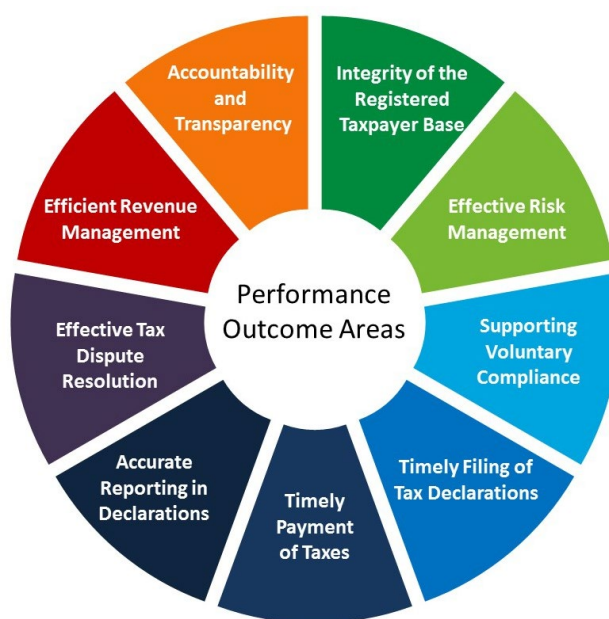 Performance
Outcome Areas
Integrity of the
Registered
Taxpayer Base
Effective Risk
Management
Supporting
Voluntary
Compliance
Timely Filing of
Tax Declarations
Timely
Payment
of Taxes
Accurate
Reporting in
Declarations
Effective Tax
Dispute
Resolution
Efficient Revenue
Management
Accountability
and
Transparency